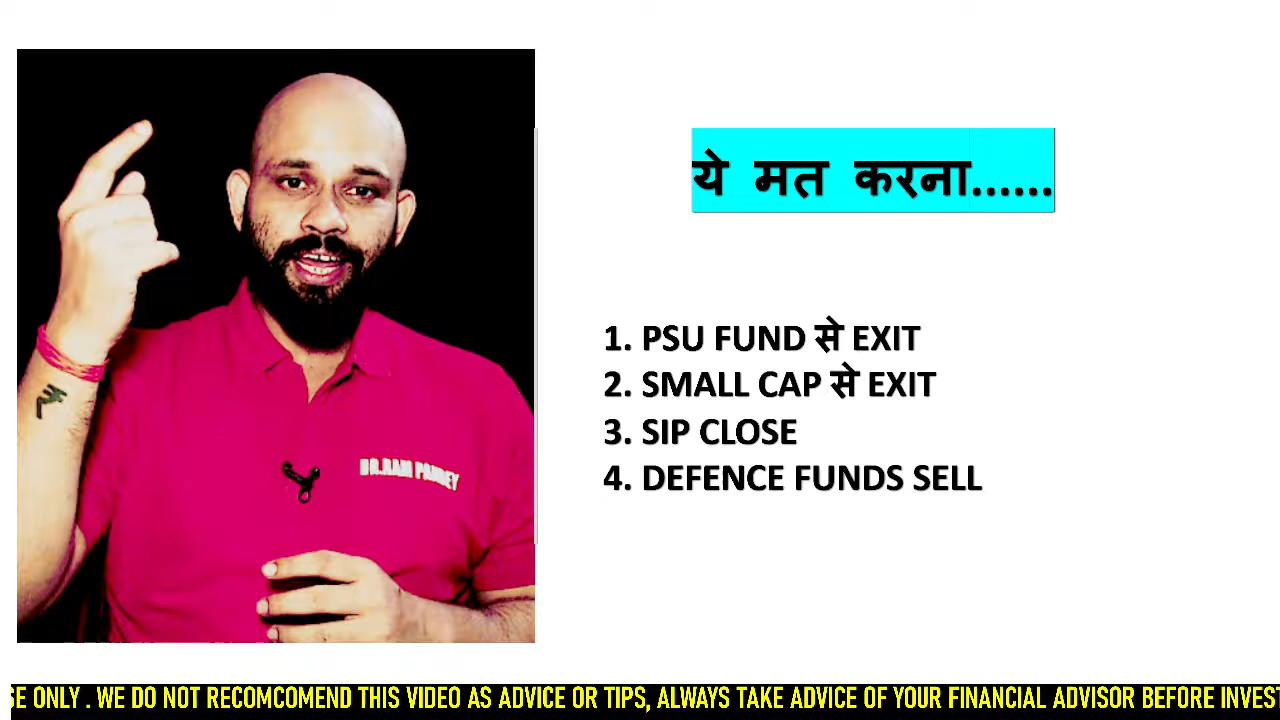 ये मत करना......
1. PSU FUND से EXIT
2. SMALL CAP से EXIT
3. SIP CLOSE
4. DEFENCE FUNDS SELL
DR.RAM PANDEY
SE ONLY . WE DO NOT RECOMCOMEND THIS VIDEO AS ADVICE OR TIPS, ALWAYS TAKE ADVICE OF YOUR FINANCIAL ADVISOR BEFORE INVEST